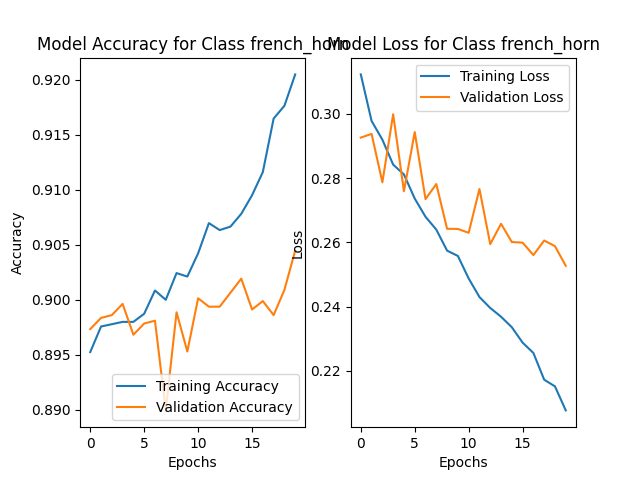 Model Accuracy for Class french_horn
0.920
0.915
0.910
0.905
0.900
0.895
0.890
Accuracy
0 5 10 15
Epochs
Training Accuracy
Validation Accuracy
Model Loss for Class french_horn
0.30
0.28
0.26
0.24
0.22
Loss
0 5 10 15
Epochs
Training Loss
Validation Loss